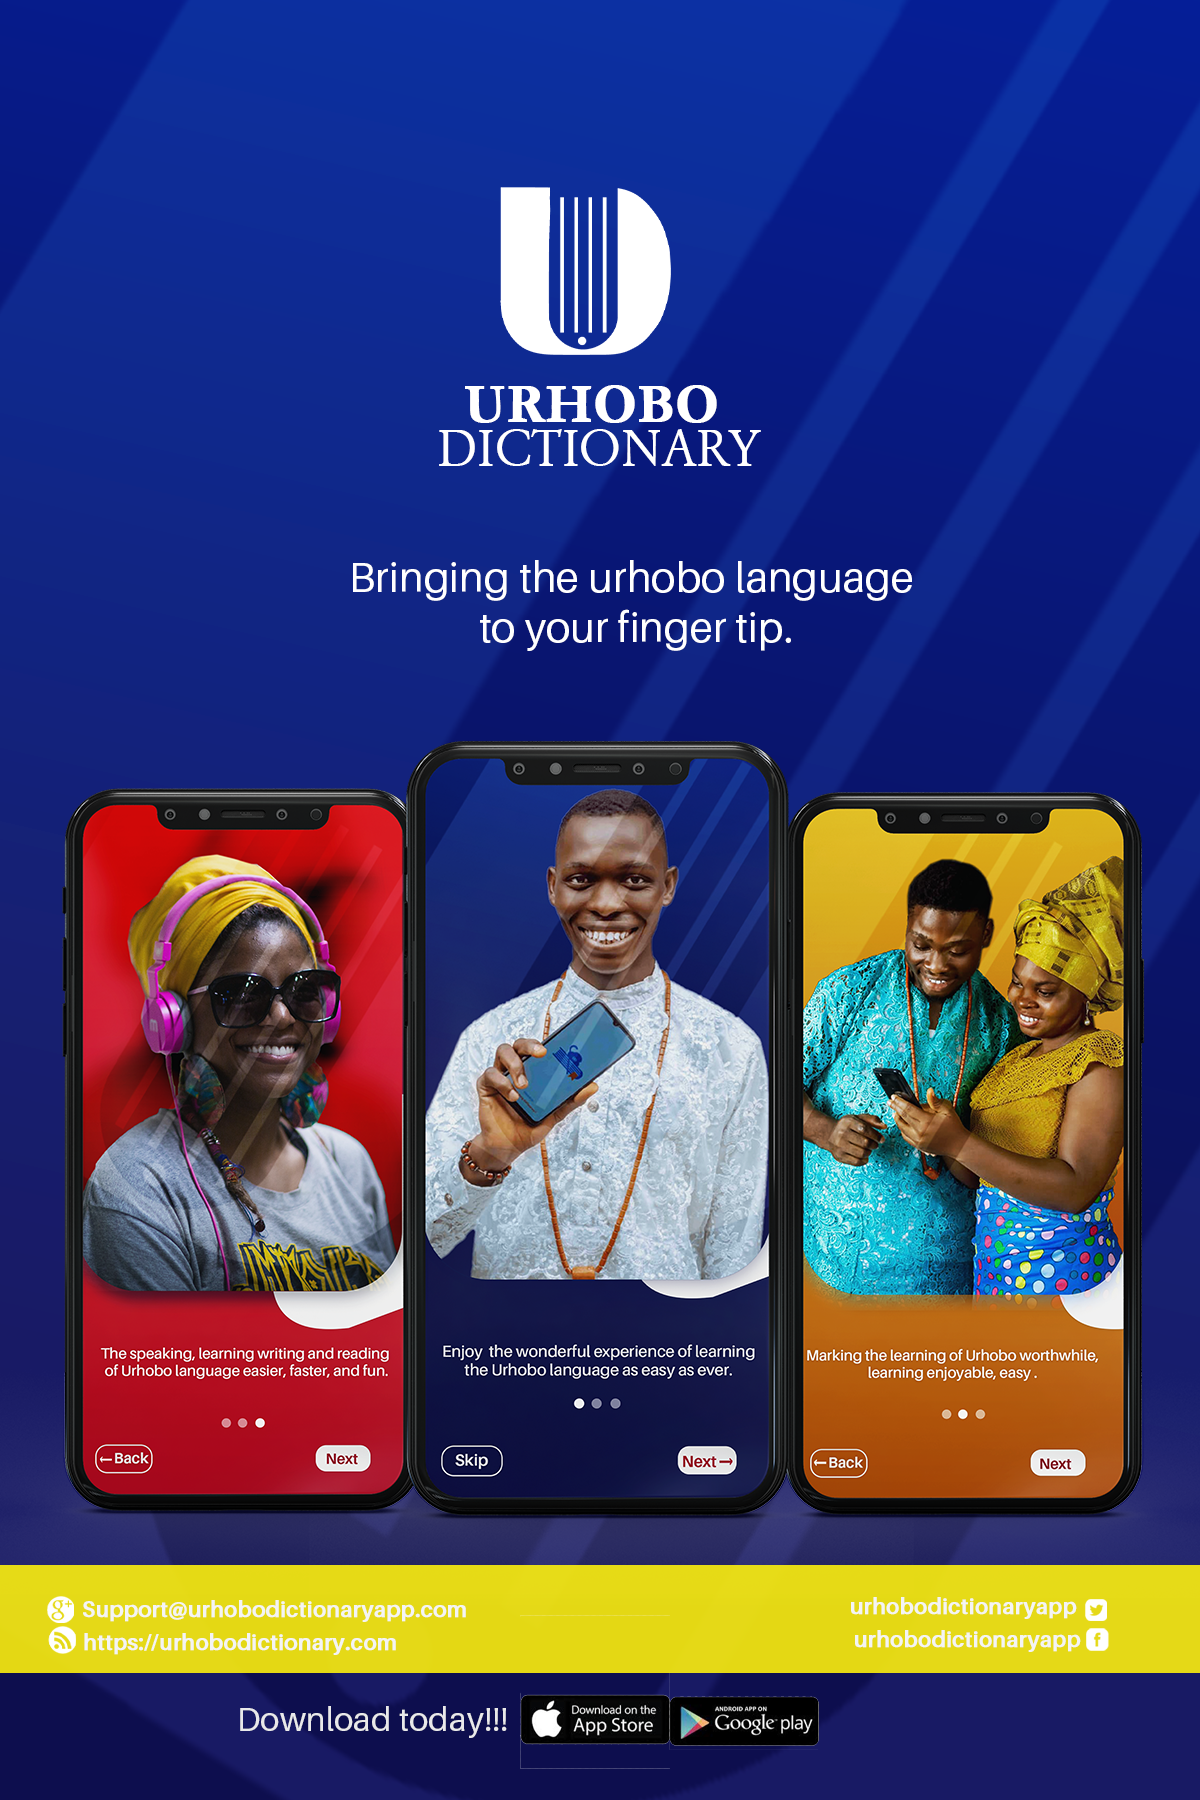 URHOBO
DICTIONARY
Bringing the urhobo language
to your finger tip.
The speaking, learning writing and reading
of Urhobo language easier, faster, and fun.
←Back
Next
Enjoy the wonderful experience of learning
the Urhobo language as easy as ever.
Skip
Next→
Marking the learning of Urhobo worthwhile,
learning enjoyable, easy .
←Back
Next
Support@urhobodictionaryapp.com
https://urhobodictionary.com
urhobodictionaryapp
urhobodictionaryapp
Download today!!!
Download on the
App Store
ANDROID APP ON
Google play